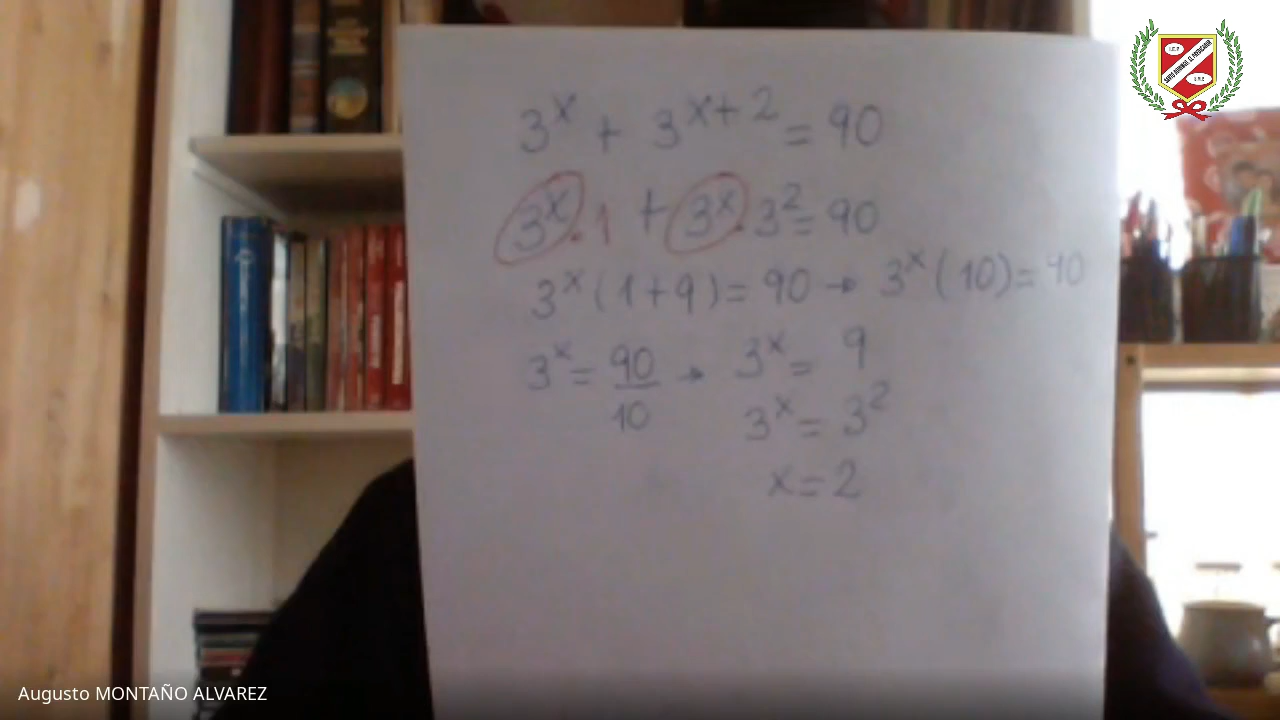 3^x + 3^(x+2) = 90
3^x . 1 + 3^x . 3^2 = 90
3^x (1+9) = 90 → 3^x (10) = 90
3^x = 90/10 → 3^x = 9
3^x = 3^2
x = 2
Augusto MONTAÑO ALVAREZ